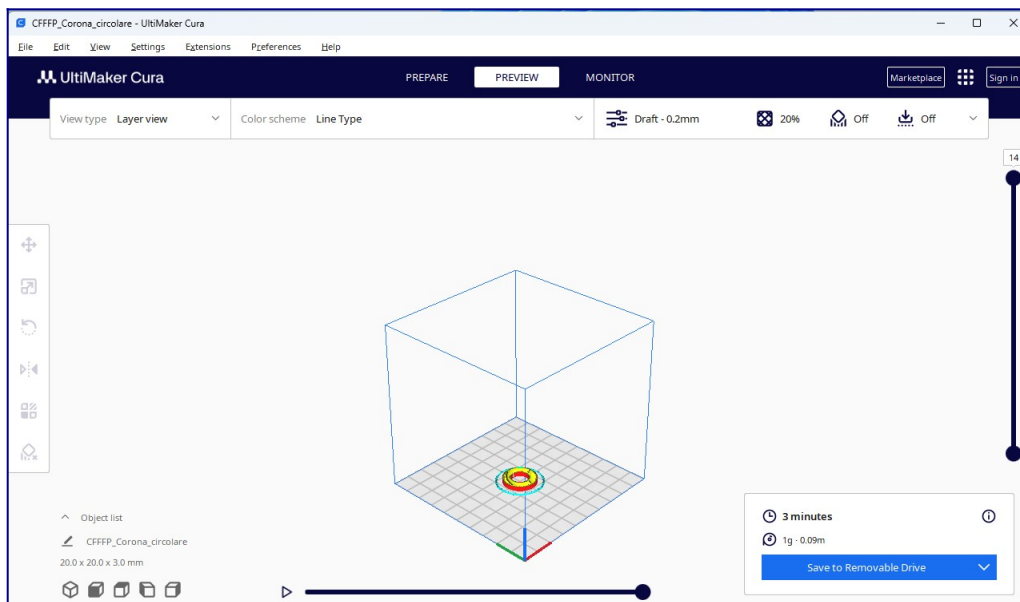 CFFFP_Corona_circolare - UltiMaker Cura
File Edit View Settings Extensions Preferences Help
UltiMaker Cura PREPARE PREVIEW MONITOR Marketplace Sign in
View type Layer view Color scheme Line Type Draft - 0.2mm 20% Off Off
14
Object list
CFFFP_Corona_circolare
20.0 x 20.0 x 3.0 mm
3 minutes
1g · 0.09m
Save to Removable Drive